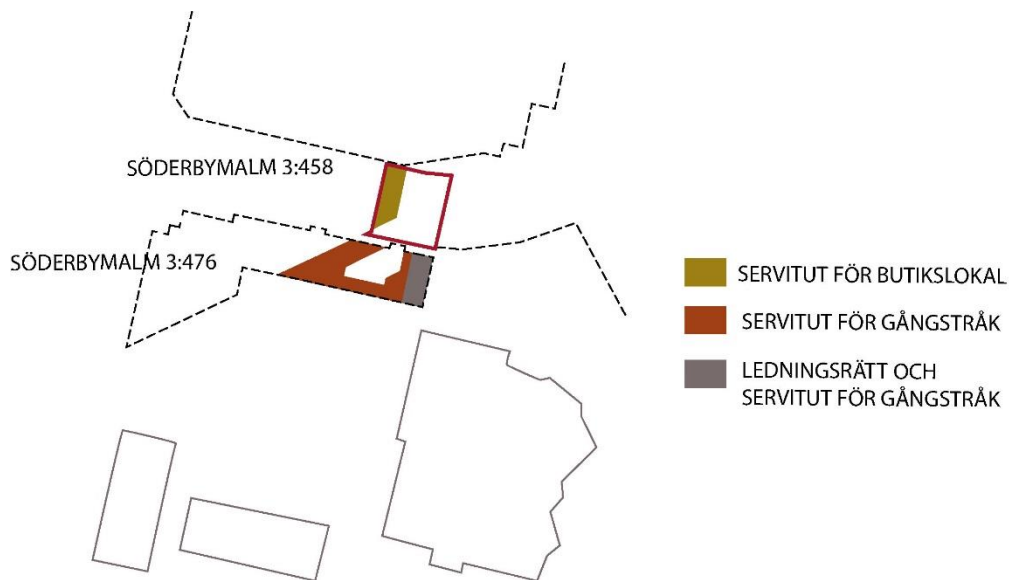 SÖDERBYMALM 3:458
SÖDERBYMALM 3:476
SERVITUT FÖR BUTIKSLOKAL
SERVITUT FÖR GÅNGSTRÅK
LEDNINGSRÄTT OCH
SERVITUT FÖR GÅNGSTRÅK